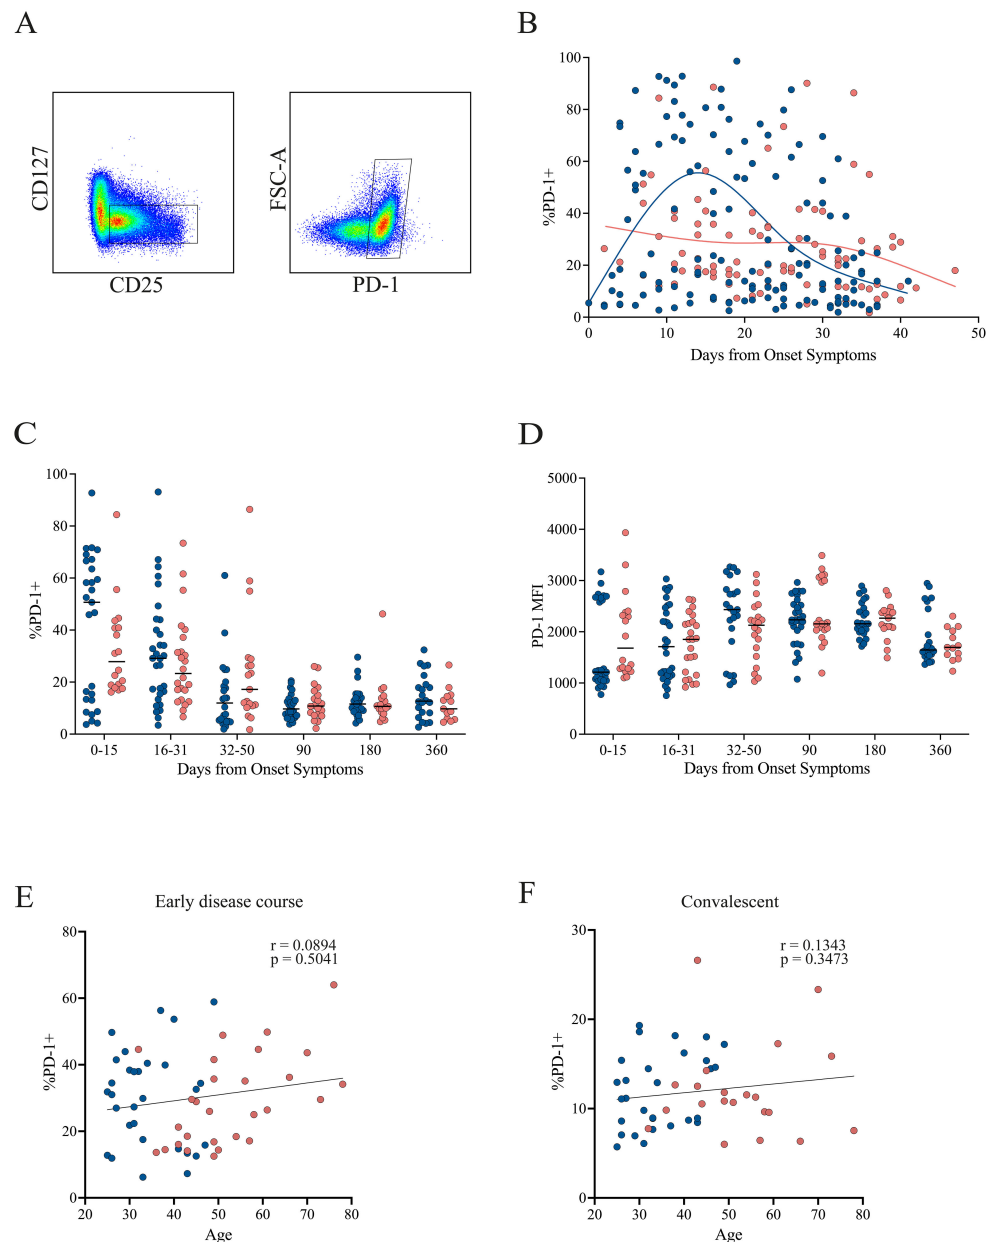 A
CD127
CD25
FSC-A
PD-1
B
%PD-1+
100
80
60
40
20
0
0 10 20 30 40 50
Days from Onset Symptoms
C
%PD-1+
100
80
60
40
20
0
0-15 16-31 32-50 90 180 360
Days from Onset Symptoms
D
PD-1 MFI
5000
4000
3000
2000
1000
0
0-15 16-31 32-50 90 180 360
Days from Onset Symptoms
E
Early disease course
r = 0.0894
p = 0.5041
%PD-1+
80
60
40
20
0
20 30 40 50 60 70 80
Age
F
Convalescent
r = 0.1343
p = 0.3473
%PD-1+
30
20
10
0
20 30 40 50 60 70 80
Age